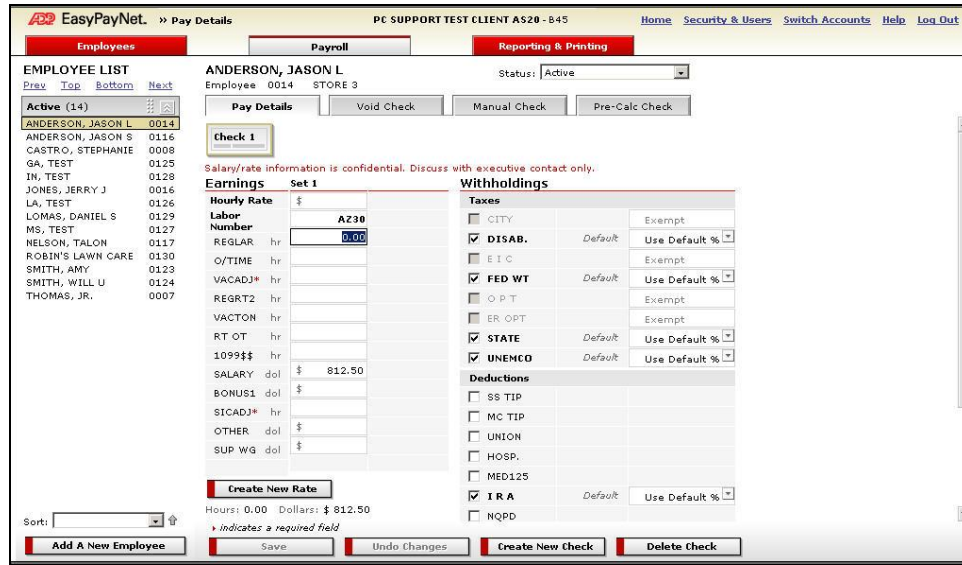 ADP EasyPayNet. » Pay Details PC SUPPORT TEST CLIENT AS20 - B45 Home Security & Users Switch Accounts Help Log Out
Employees Payroll Reporting & Printing
EMPLOYEE LIST
Prev Top Bottom Next
Active (14)
ANDERSON, JASON L 0014
ANDERSON, JASON S 0116
CASTRO, STEPHANIE 0008
GA, TEST 0125
IN, TEST 0128
JONES, JERRY J 0016
LA, TEST 0126
LOMAS, DANIEL S 0129
MS, TEST 0127
NELSON, TALON 0117
ROBIN'S LAWN CARE 0130
SMITH, AMY 0123
SMITH, WILL U 0124
THOMAS, JR. 0007
Sort:
Add A New Employee
ANDERSON, JASON L Status: Active
Employee 0014 STORE 3
Pay Details Void Check Manual Check Pre-Calc Check
Check 1
Salary/rate information is confidential. Discuss with executive contact only.
Earnings Set 1
Hourly Rate $
Labor Number AZ30
REGLAR hr 0.00
O/TIME hr
VACADJ* hr
REGRT2 hr
VACTON hr
RT OT hr
1099$$ hr
SALARY dol $ 812.50
BONUS1 dol $
SICADJ* hr
OTHER dol $
SUP WG dol $
Create New Rate
Hours: 0.00 Dollars: $ 812.50
indicates a required field
Withholdings
Taxes
CITY Exempt
DISAB. Default Use Default %
E I C Exempt
FED WT Default Use Default %
O P T Exempt
ER OPT Exempt
STATE Default Use Default %
UNEMCO Default Use Default %
Deductions
SS TIP
MC TIP
UNION
HOSP.
MED125
I R A Default Use Default %
NQPD
Save Undo Changes Create New Check Delete Check